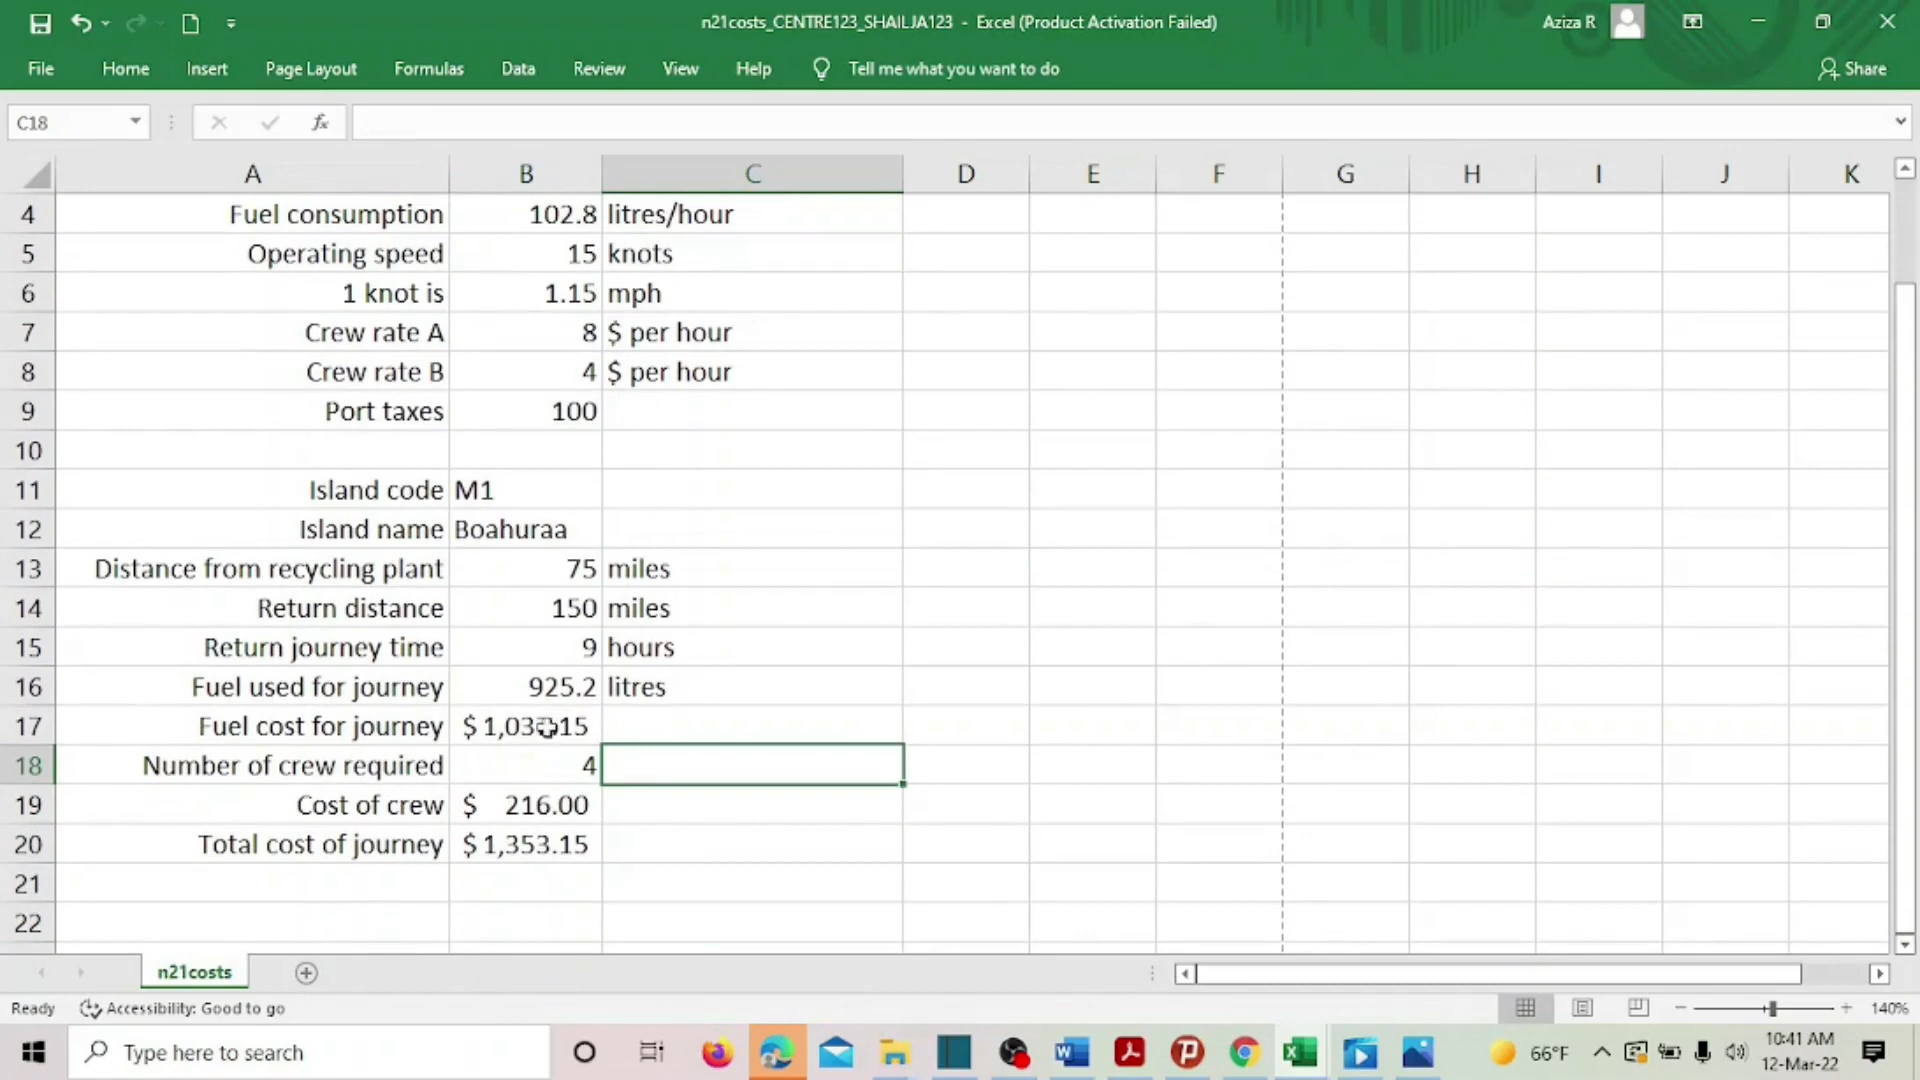 n21costs_CENTRE123_SHAILJA123 - Excel (Product Activation Failed)
Aziza R
File Home Insert Page Layout Formulas Data Review View Help Tell me what you want to do Share
C18
fx
A B C D E F G H I J K
4 Fuel consumption 102.8 litres/hour
5 Operating speed 15 knots
6 1 knot is 1.15 mph
7 Crew rate A 8 $ per hour
8 Crew rate B 4 $ per hour
9 Port taxes 100
10
11 Island code M1
12 Island name Boahuraa
13 Distance from recycling plant 75 miles
14 Return distance 150 miles
15 Return journey time 9 hours
16 Fuel used for journey 925.2 litres
17 Fuel cost for journey $
18 Number of crew required 4
19 Cost of crew $ 216.00
20 Total cost of journey $ 1,353.15
21
22
n21costs
Ready Accessibility: Good to go 140%
Type here to search
66°F
10:41 AM
12-Mar-22